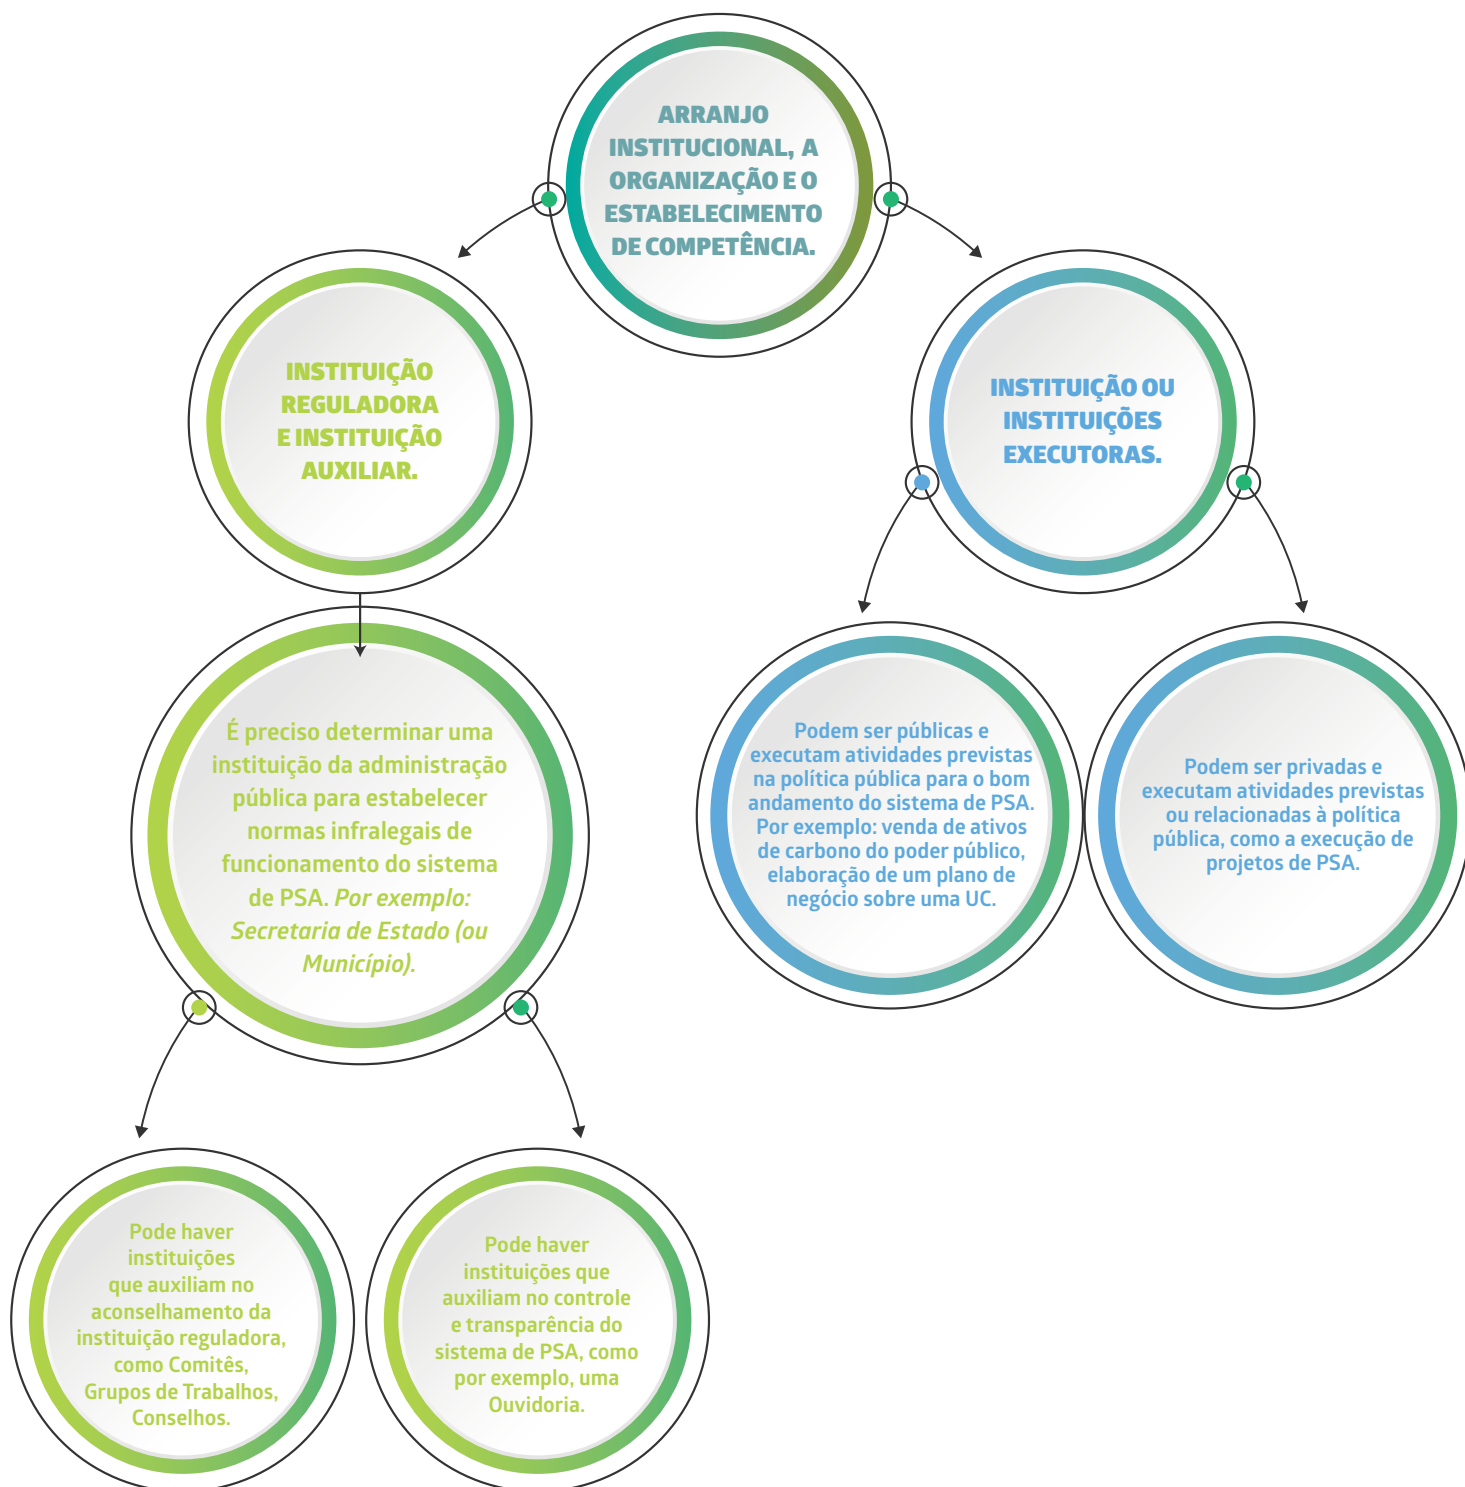 ARRANJO
INSTITUCIONAL, A
ORGANIZAÇÃO E O
ESTABELECIMENTO
DE COMPETÊNCIA.
INSTITUIÇÃO
REGULADORA
E INSTITUIÇÃO
AUXILIAR.
INSTITUIÇÃO OU
INSTITUIÇÕES
EXECUTORAS.
É preciso determinar uma
instituição da administração
pública para estabelecer
normas infralegais de
funcionamento do sistema
de PSA. Por exemplo:
Secretaria de Estado (ou
Município).
Podem ser públicas e
executam atividades previstas
na política pública para o bom
andamento do sistema de PSA.
Por exemplo: venda de ativos
de carbono do poder público,
elaboração de um plano de
negócio sobre uma UC.
Podem ser privadas e
executam atividades previstas
ou relacionadas à política
pública, como a execução de
projetos de PSA.
Pode haver
instituições
que auxiliam no
aconselhamento da
instituição reguladora,
como Comitês,
Grupos de Trabalhos,
Conselhos.
Pode haver
instituições que
auxiliam no controle
e transparência do
sistema de PSA, como
por exemplo, uma
Ouvidoria.